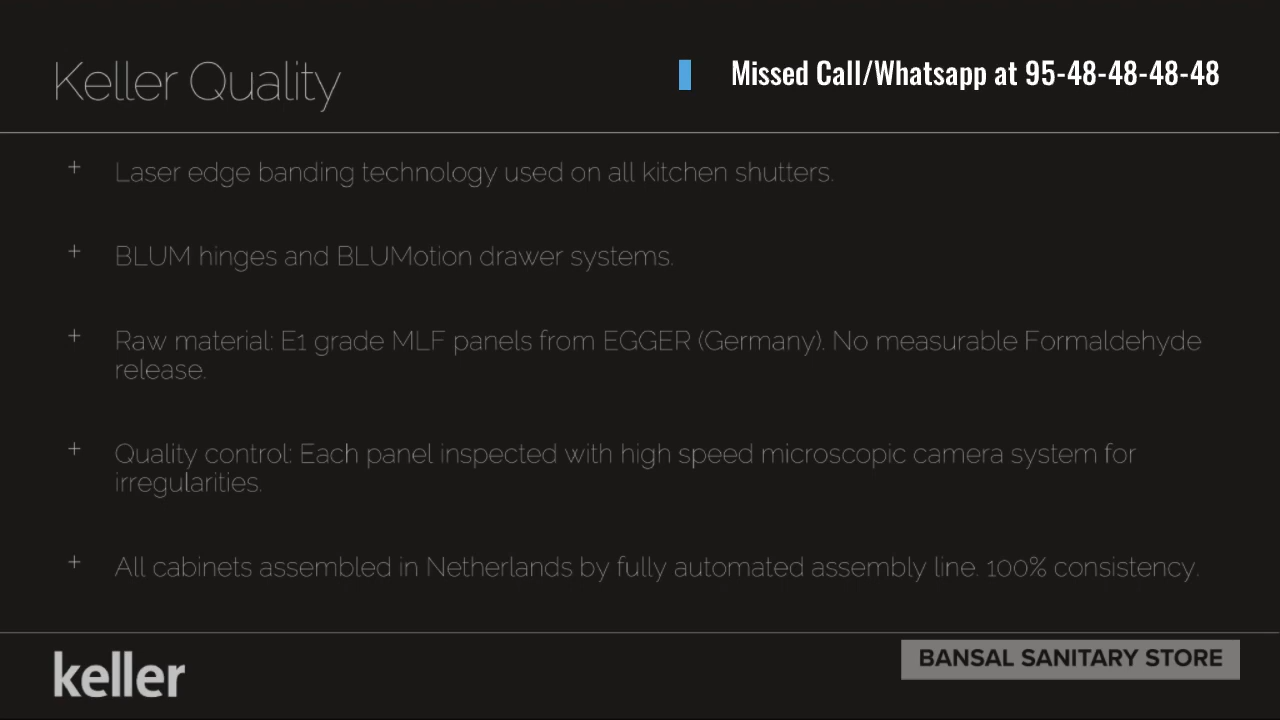 Keller Quality
Missed Call/Whatsapp at 95-48-48-48-48
+ Laser edge banding technology used on all kitchen shutters.
+ BLUM hinges and BLUMotion drawer systems.
+ Raw material: E1 grade MLF panels from EGGER (Germany). No measurable Formaldehyde
release.
+ Quality control: Each panel inspected with high speed microscopic camera system for
irregularities.
+ All cabinets assembled in Netherlands by fully automated assembly line. 100% consistency.
keller
BANSAL SANITARY STORE